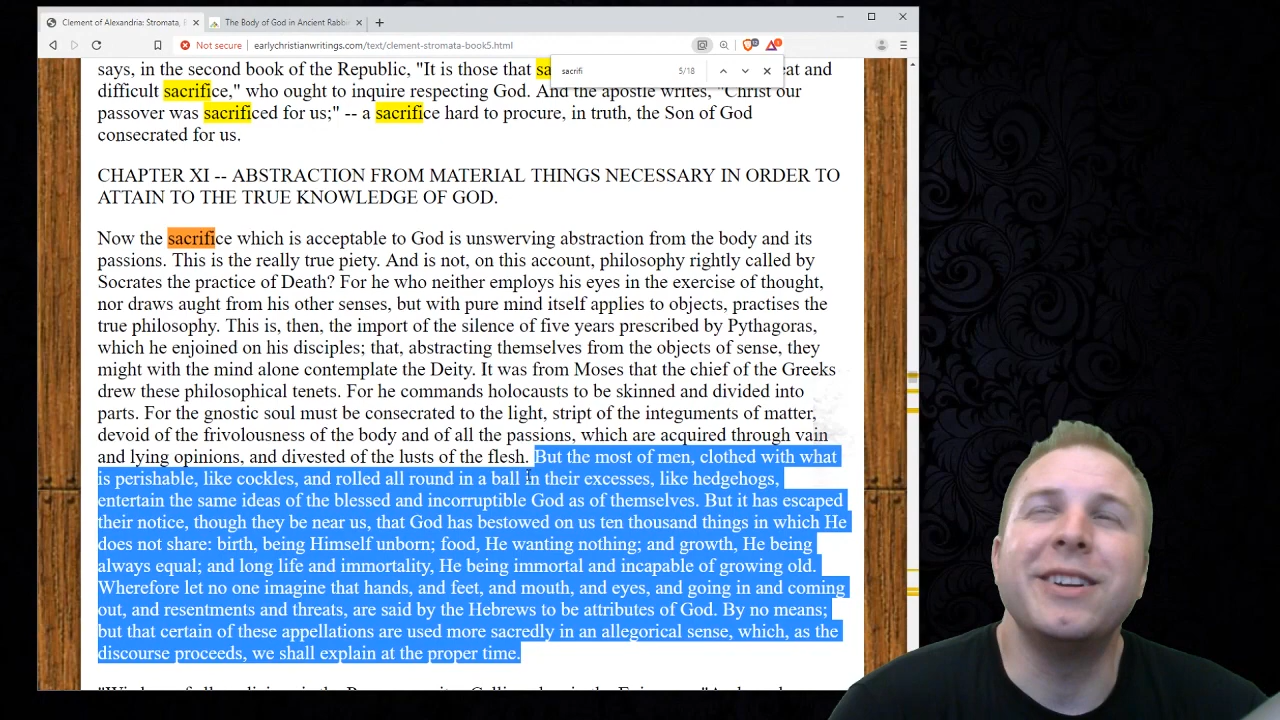 Clement of Alexandria: Stromata,
The Body of God in Ancient Rabb
Not secure earlychristianwritings.com/text/clement-stromata-book5.html
sacrifi 5/18
says, in the second book of the Republic, "It is those that sa eat and
difficult sacrifice," who ought to inquire respecting God. And the apostle writes, "Christ our
passover was sacrificed for us;" -- a sacrifice hard to procure, in truth, the Son of God
consecrated for us.
CHAPTER XI -- ABSTRACTION FROM MATERIAL THINGS NECESSARY IN ORDER TO
ATTAIN TO THE TRUE KNOWLEDGE OF GOD.
Now the sacrifice which is acceptable to God is unswerving abstraction from the body and its
passions. This is the really true piety. And is not, on this account, philosophy rightly called by
Socrates the practice of Death? For he who neither employs his eyes in the exercise of thought,
nor draws aught from his other senses, but with pure mind itself applies to objects, practises the
true philosophy. This is, then, the import of the silence of five years prescribed by Pythagoras,
which he enjoined on his disciples; that, abstracting themselves from the objects of sense, they
might with the mind alone contemplate the Deity. It was from Moses that the chief of the Greeks
drew these philosophical tenets. For he commands holocausts to be skinned and divided into
parts. For the gnostic soul must be consecrated to the light, stript of the integuments of matter,
devoid of the frivolousness of the body and of all the passions, which are acquired through vain
and lying opinions, and divested of the lusts of the flesh. But the most of men, clothed with what
is perishable, like cockles, and rolled all round in a ball in their excesses, like hedgehogs,
entertain the same ideas of the blessed and incorruptible God as of themselves. But it has escaped
their notice, though they be near us, that God has bestowed on us ten thousand things in which He
does not share: birth, being Himself unborn; food, He wanting nothing; and growth, He being
always equal; and long life and immortality, He being immortal and incapable of growing old.
Wherefore let no one imagine that hands, and feet, and mouth, and eyes, and going in and coming
out, and resentments and threats, are said by the Hebrews to be attributes of God. By no means;
but that certain of these appellations are used more sacredly in an allegorical sense, which, as the
discourse proceeds, we shall explain at the proper time.